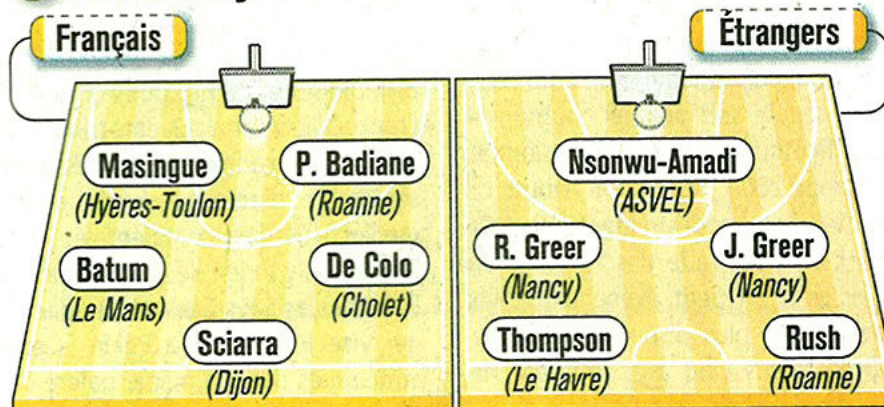 Français
Étrangers
Masingue
(Hyères-Toulon)
P. Badiane
(Roanne)
Batum
(Le Mans)
De Colo
(Cholet)
Sciarra
(Dijon)
Nsonwu-Amadi
(ASVEL)
R. Greer
(Nancy)
J. Greer
(Nancy)
Thompson
(Le Havre)
Rush
(Roanne)